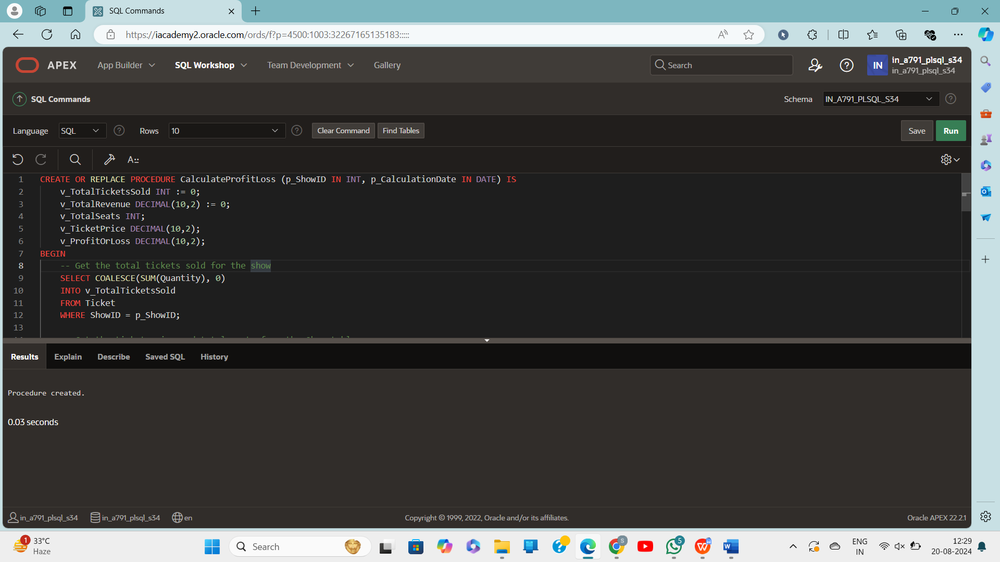 SQL Commands
https://iacademy2.oracle.com/ords/f?p=4500:1003:32267165135183:::::
APEX App Builder SQL Workshop Team Development Gallery Search IN in_a791_plsql_s34
in_a791_plsql_s34
SQL Commands Schema IN_A791_PLSQL_S34
Language SQL Rows 10 Clear Command Find Tables Save Run
1 CREATE OR REPLACE PROCEDURE CalculateProfitLoss (p_ShowID IN INT, p_CalculationDate IN DATE) IS
2 v_TotalTicketsSold INT := 0;
3 v_TotalRevenue DECIMAL(10,2) := 0;
4 v_TotalSeats INT;
5 v_TicketPrice DECIMAL(10,2);
6 v_ProfitOrLoss DECIMAL(10,2);
7 BEGIN
8 -- Get the total tickets sold for the show
9 SELECT COALESCE(SUM(Quantity), 0)
10 INTO v_TotalTicketsSold
11 FROM Ticket
12 WHERE ShowID = p_ShowID;
13
Results Explain Describe Saved SQL History
Procedure created.
0.03 seconds
in_a791_plsql_s34 in_a791_plsql_s34 en Copyright © 1999, 2022, Oracle and/or its affiliates. Oracle APEX 22.2.1
1 33°C
Haze
Search
S
5
ENG
IN
12:29
20-08-2024